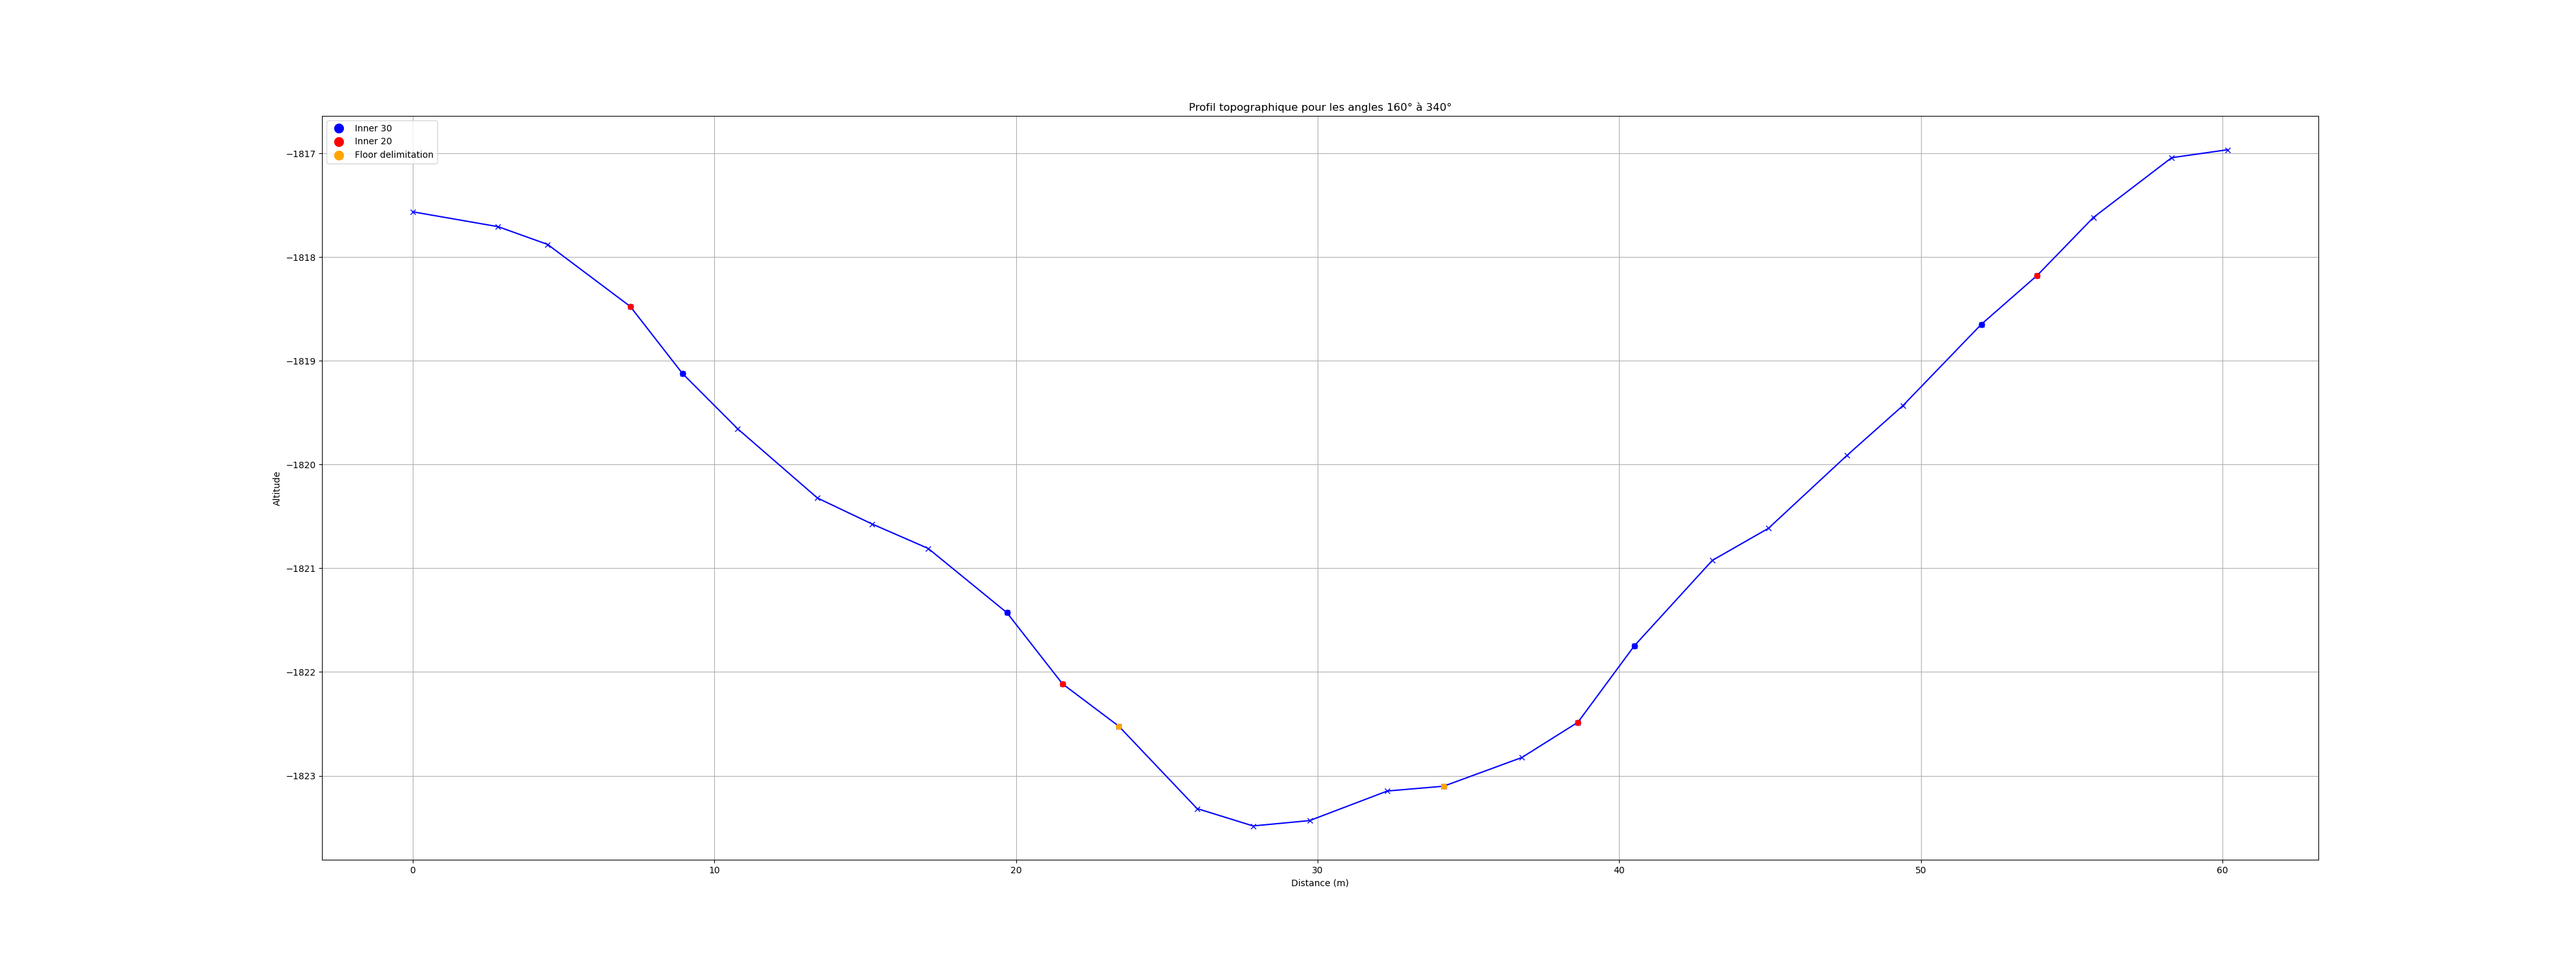 Profil topographique pour les angles 160° à 340°
Inner 30
Inner 20
Floor delimitation
Altitude
−1817
−1818
−1819
−1820
−1821
−1822
−1823
0 10 20 30 40 50 60
Distance (m)